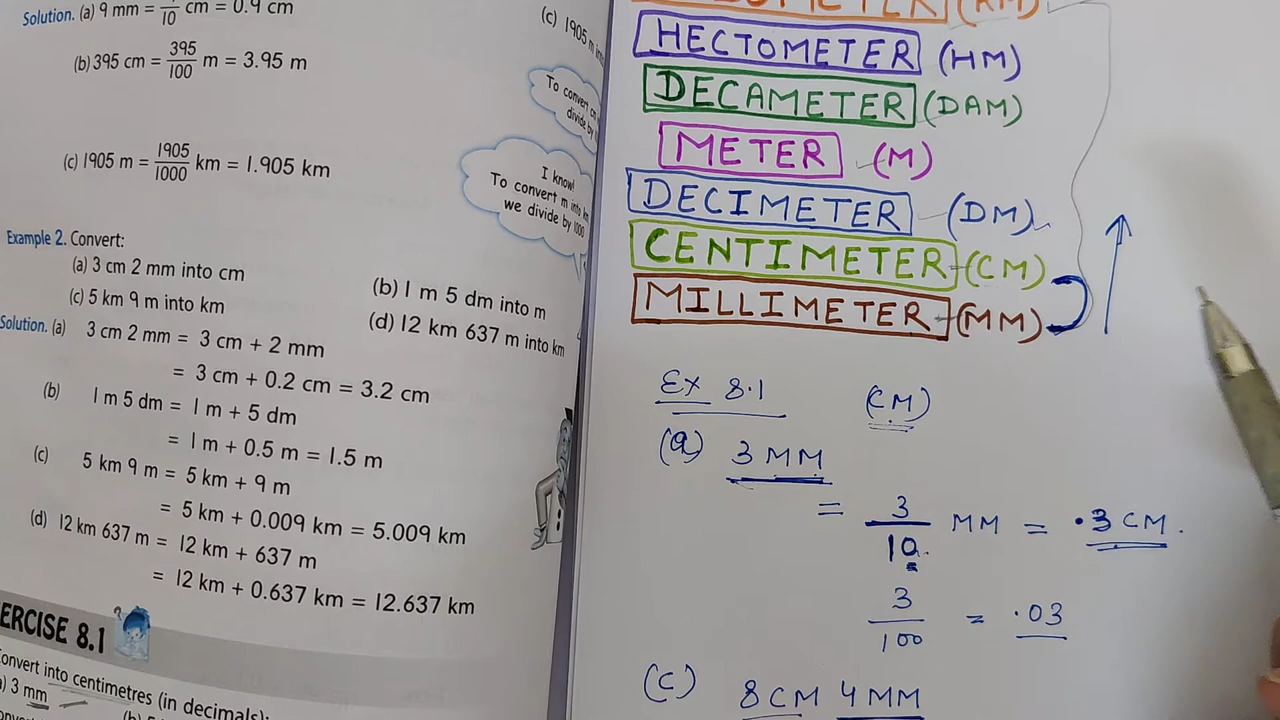 Solution. (a) 9 mm = /10 cm = 0.9 cm
(b) 395 cm = 395/100 m = 3.95 m
(c) 1905 m = 1905/1000 km = 1.905 km
(c) 1905 m
To convert
divide by
I know!
To convert m into
we divide by 1000
Example 2. Convert:
(a) 3 cm 2 mm into cm
(b) 1 m 5 dm into m
(c) 5 km 9 m into km
(d) 12 km 637 m into km
Solution. (a) 3 cm 2 mm = 3 cm + 2 mm
= 3 cm + 0.2 cm = 3.2 cm
(b) 1 m 5 dm = 1 m + 5 dm
= 1 m + 0.5 m = 1.5 m
(c) 5 km 9 m = 5 km + 9 m
= 5 km + 0.009 km = 5.009 km
(d) 12 km 637 m = 12 km + 637 m
= 12 km + 0.637 km = 12.637 km
ERCISE 8.1
onvert into centimetres (in decimals):
) 3 mm
HECTOMETER (HM)
DECAMETER (DAM)
METER (M)
DECIMETER (DM)
CENTIMETER (CM)
MILLIMETER (MM)
Ex 8.1 (CM)
(a) 3 MM
= 3/10 MM = .3 CM.
3/100 = .03
(C) 8 CM 4 MM